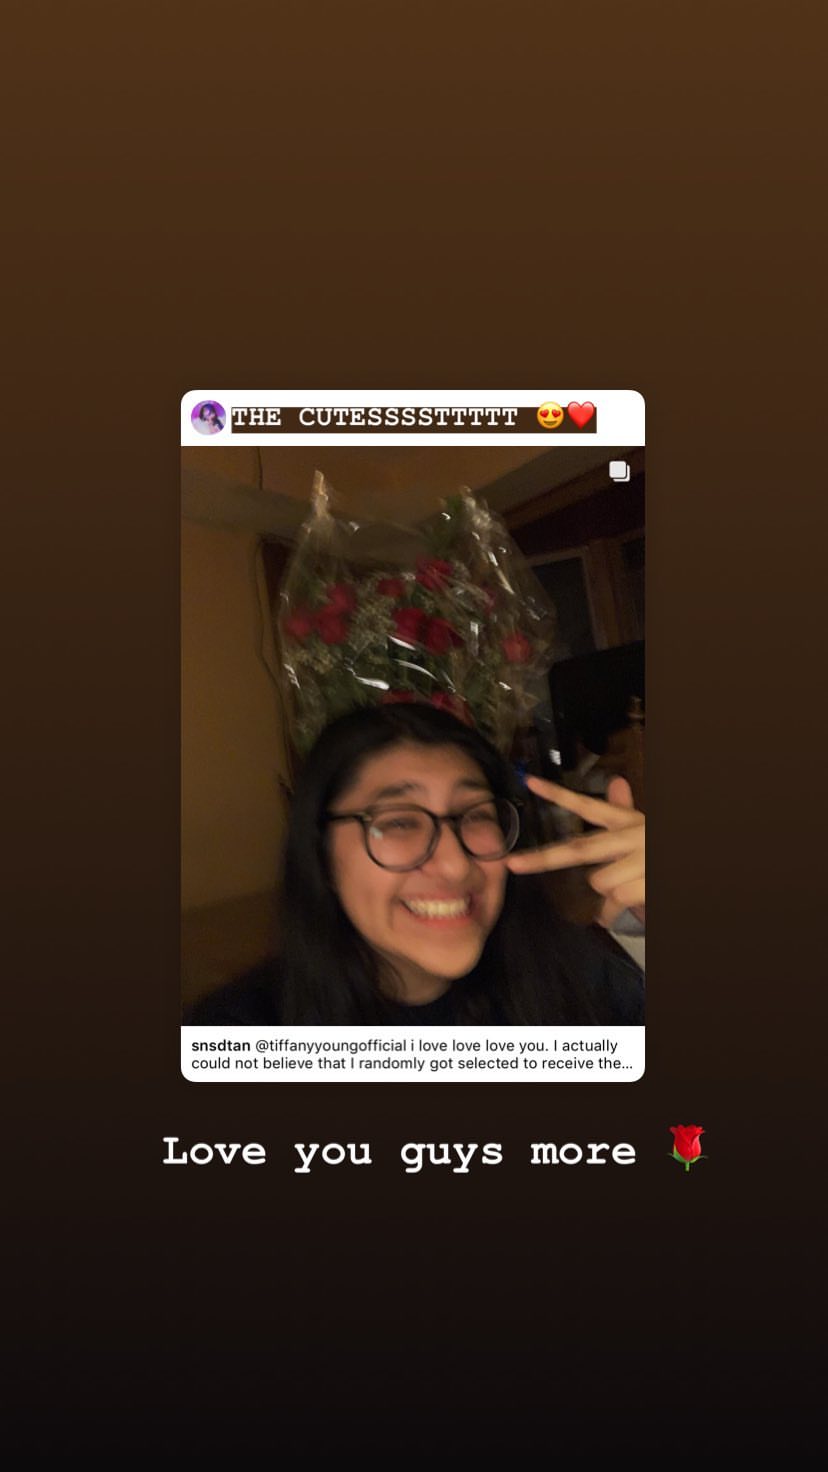 THE CUTESSSSTTTTT 😍❤️
snsdtan @tiffanyyoungofficial i love love love you. I actually
could not believe that I randomly got selected to receive the...
Love you guys more 🌹